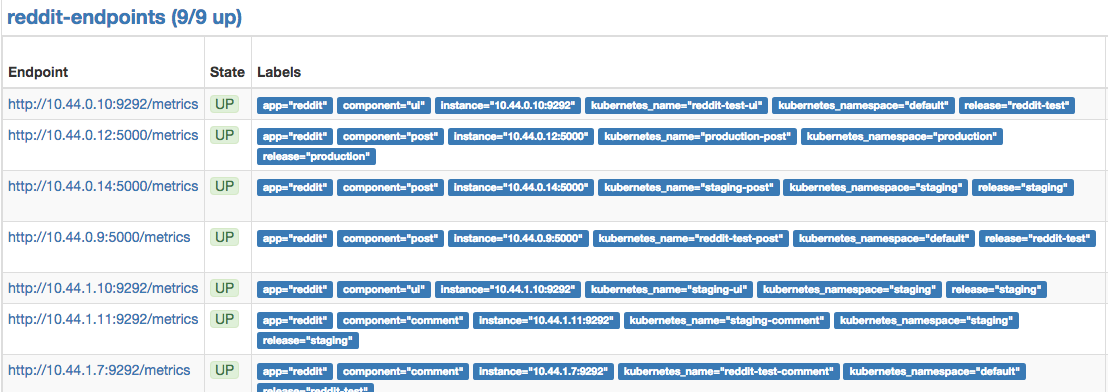 reddit-endpoints (9/9 up)
Endpoint State Labels
http://10.44.0.10:9292/metrics UP app="reddit" component="ui" instance="10.44.0.10:9292" kubernetes_name="reddit-test-ui" kubernetes_namespace="default" release="reddit-test"
http://10.44.0.12:5000/metrics UP app="reddit" component="post" instance="10.44.0.12:5000" kubernetes_name="production-post" kubernetes_namespace="production"
release="production"
http://10.44.0.14:5000/metrics UP app="reddit" component="post" instance="10.44.0.14:5000" kubernetes_name="staging-post" kubernetes_namespace="staging" release="staging"
http://10.44.0.9:5000/metrics UP app="reddit" component="post" instance="10.44.0.9:5000" kubernetes_name="reddit-test-post" kubernetes_namespace="default" release="reddit-test"
http://10.44.1.10:9292/metrics UP app="reddit" component="ui" instance="10.44.1.10:9292" kubernetes_name="staging-ui" kubernetes_namespace="staging" release="staging"
http://10.44.1.11:9292/metrics UP app="reddit" component="comment" instance="10.44.1.11:9292" kubernetes_name="staging-comment" kubernetes_namespace="staging"
release="staging"
http://10.44.1.7:9292/metrics UP app="reddit" component="comment" instance="10.44.1.7:9292" kubernetes_name="reddit-test-comment" kubernetes_namespace="default"
release="reddit-test"